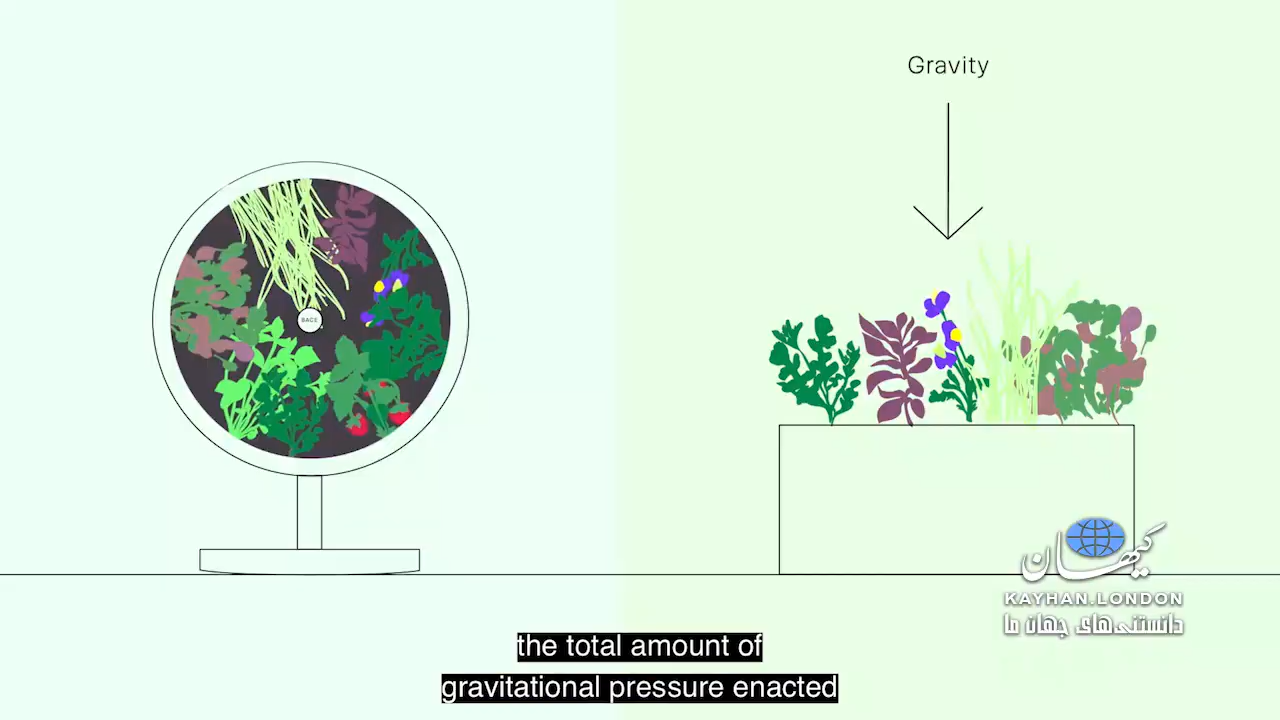 Gravity
BACE
کیهان
KAYHAN.LONDON
دانستنی‌های جهان ما
the total amount of
gravitational pressure enacted